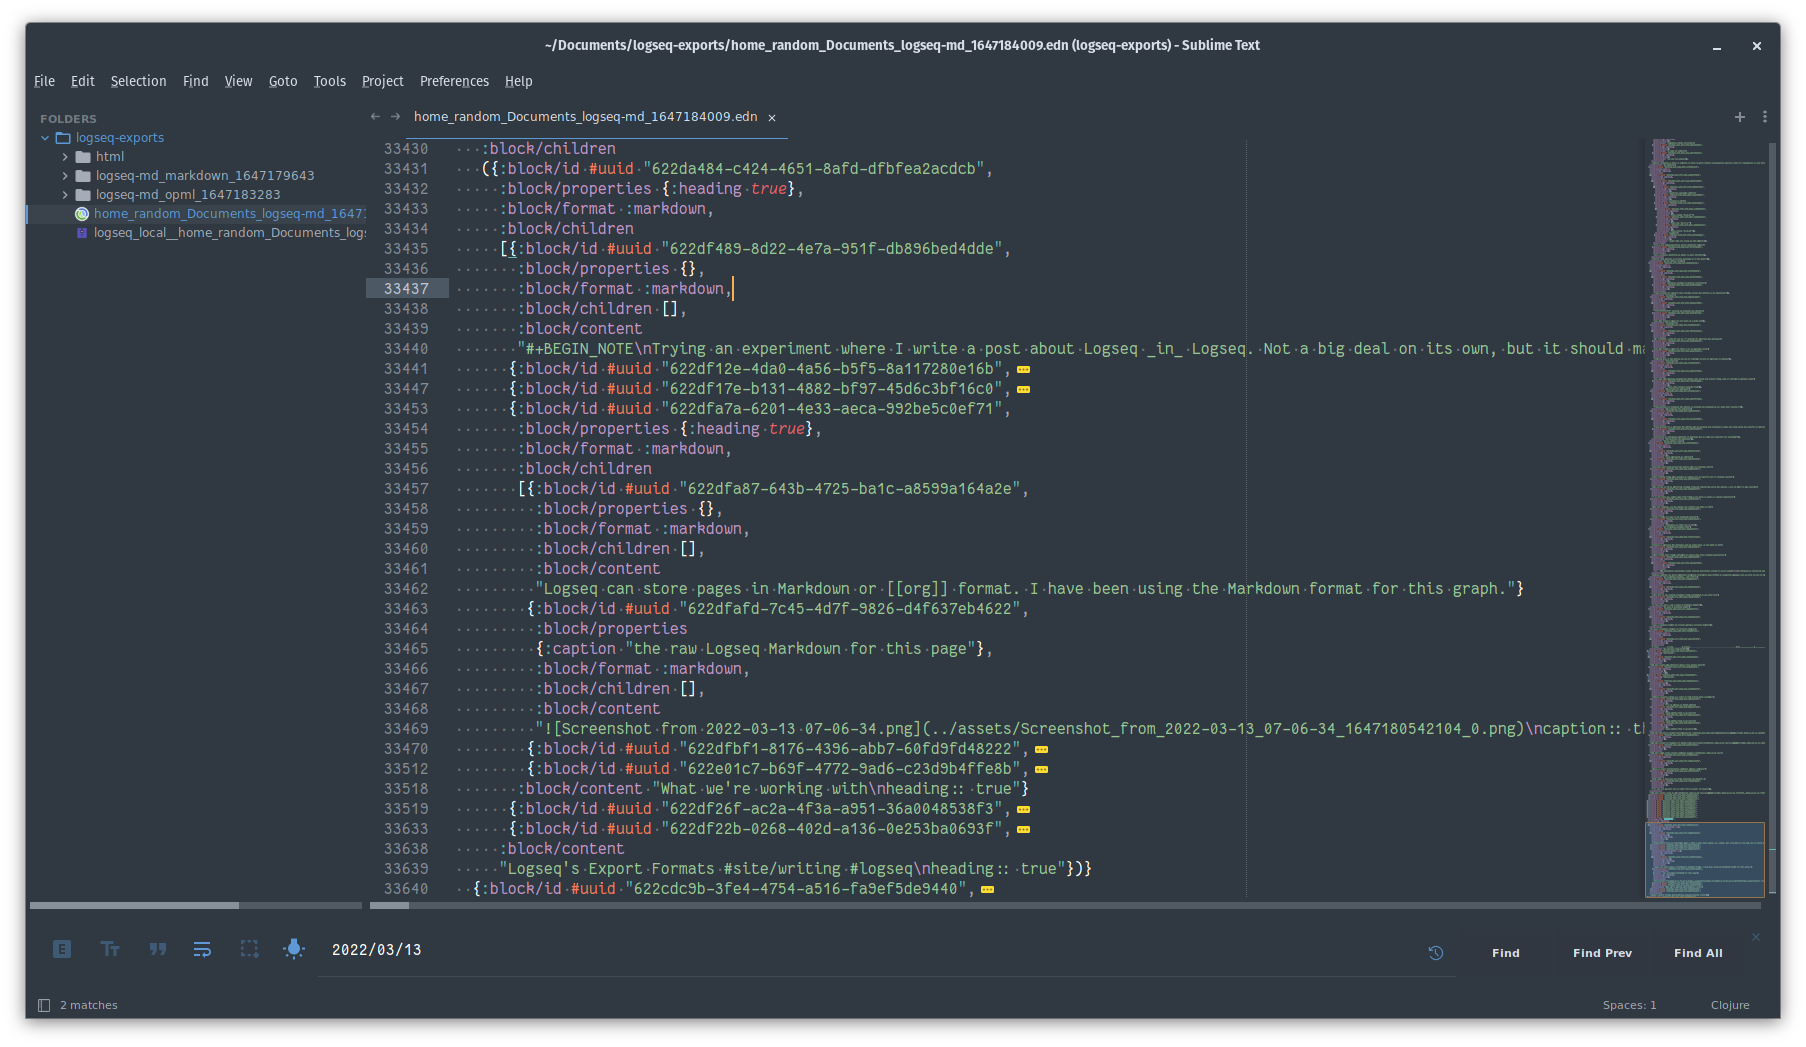 ~/Documents/logseq-exports/home_random_Documents_logseq-md_1647184009.edn (logseq-exports) - Sublime Text
File Edit Selection Find View Goto Tools Project Preferences Help
FOLDERS
logseq-exports
html
logseq-md_markdown_1647179643
logseq-md_opml_1647183283
home_random_Documents_logseq-md_1647
logseq_local__home_random_Documents_logs
home_random_Documents_logseq-md_1647184009.edn
33430 :block/children
33431 ({:block/id #uuid "622da484-c424-4651-8afd-dfbfea2acdcb",
33432 :block/properties {:heading true},
33433 :block/format :markdown,
33434 :block/children
33435 [{:block/id #uuid "622df489-8d22-4e7a-951f-db896bed4dde",
33436 :block/properties {},
33437 :block/format :markdown,
33438 :block/children [],
33439 :block/content
33440 "#+BEGIN_NOTE\nTrying an experiment where I write a post about Logseq _in_ Logseq. Not a big deal on its own, but it should ma
33441 {:block/id #uuid "622df12e-4da0-4a56-b5f5-8a117280e16b",
33447 {:block/id #uuid "622df17e-b131-4882-bf97-45d6c3bf16c0",
33453 {:block/id #uuid "622dfa7a-6201-4e33-aeca-992be5c0ef71",
33454 :block/properties {:heading true},
33455 :block/format :markdown,
33456 :block/children
33457 [{:block/id #uuid "622dfa87-643b-4725-ba1c-a8599a164a2e",
33458 :block/properties {},
33459 :block/format :markdown,
33460 :block/children [],
33461 :block/content
33462 "Logseq can store pages in Markdown or [[org]] format. I have been using the Markdown format for this graph."}
33463 {:block/id #uuid "622dfafd-7c45-4d7f-9826-d4f637eb4622",
33464 :block/properties
33465 {:caption "the raw Logseq Markdown for this page"},
33466 :block/format :markdown,
33467 :block/children [],
33468 :block/content
33469 "![Screenshot from 2022-03-13 07-06-34.png](../assets/Screenshot_from_2022-03-13_07-06-34_1647180542104_0.png)\ncaption:: th
33470 {:block/id #uuid "622dfbf1-8176-4396-abb7-60fd9fd48222",
33512 {:block/id #uuid "622e01c7-b69f-4772-9ad6-c23d9b4ffe8b",
33518 :block/content "What we're working with\nheading:: true"}
33519 {:block/id #uuid "622df26f-ac2a-4f3a-a951-36a0048538f3",
33633 {:block/id #uuid "622df22b-0268-402d-a136-0e253ba0693f",
33638 :block/content
33639 "Logseq's Export Formats #site/writing #logseq\nheading:: true"})}
33640 {:block/id #uuid "622cdc9b-3fe4-4754-a516-fa9ef5de9440",
2022/03/13
Find Find Prev Find All
2 matches
Spaces: 1 Clojure